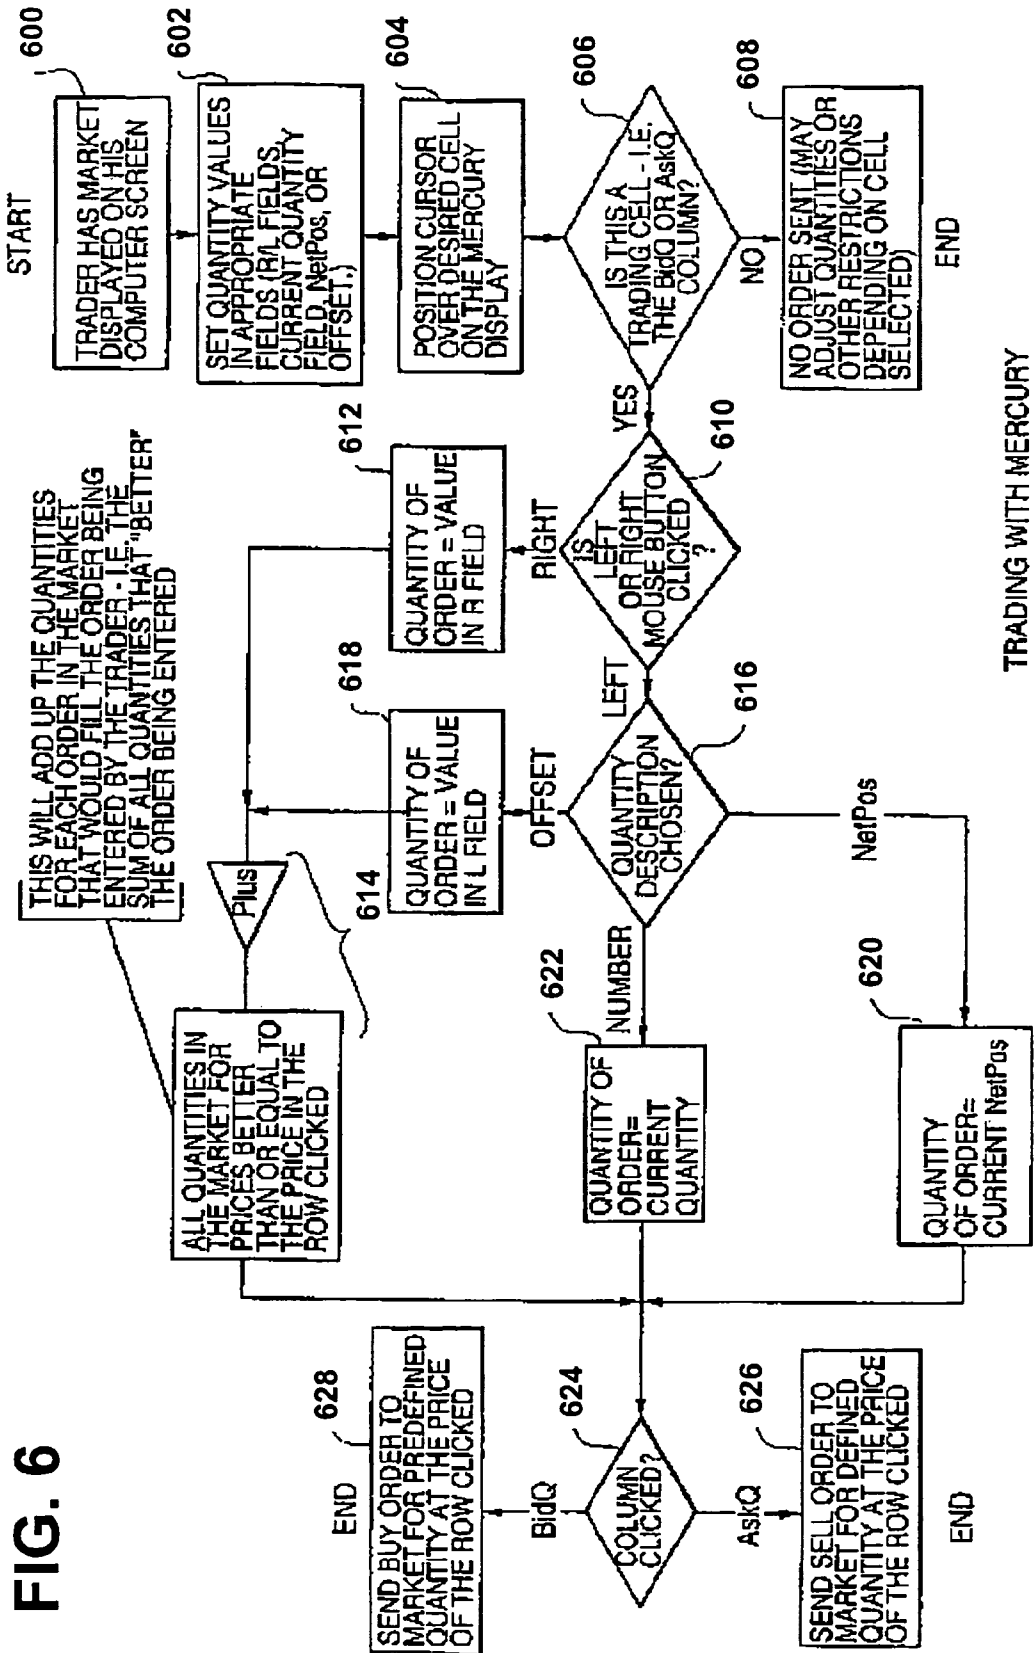 START
600
TRADER HAS MARKET
DISPLAYED ON HIS
COMPUTER SCREEN
602
SET QUANTITY VALUES
IN APPROPRIATE
FIELDS (R/L FIELDS,
CURRENT QUANTITY
FIELD, NetPos, OR
OFFSET,)
604
POSITION CURSOR
OVER DESIRED CELL
ON THE MERCURY
DISPLAY
606
IS THIS A
TRADING CELL - I.E.
THE BidQ OR AskQ
COLUMN?
NO
608
NO ORDER SENT (MAY
ADJUST QUANTITIES OR
OTHER RESTRICTIONS
DEPENDING ON CELL
SELECTED)
END
YES
610
IS
LEFT
OR RIGHT
MOUSE BUTTON
CLICKED
?
RIGHT
612
QUANTITY OF
ORDER = VALUE
IN R FIELD
LEFT
616
QUANTITY
DESCRIPTION
CHOSEN?
OFFSET
618
QUANTITY OF
ORDER = VALUE
IN L FIELD
Plus
614
THIS WILL ADD UP THE QUANTITIES
FOR EACH ORDER IN THE MARKET
THAT WOULD FILL THE ORDER BEING
ENTERED BY THE TRADER - I.E. THE
SUM OF ALL QUANTITIES THAT "BETTER"
THE ORDER BEING ENTERED
ALL QUANTITIES IN
THE MARKET FOR
PRICES BETTER
THAN OR EQUAL TO
THE PRICE IN THE
ROW CLICKED
NUMBER
622
QUANTITY OF
ORDER=
CURRENT
QUANTITY
NetPos
620
QUANTITY
OF ORDER=
CURRENT NetPos
624
COLUMN
CLICKED?
BidQ
628
SEND BUY ORDER TO
MARKET FOR PREDEFINED
QUANTITY AT THE PRICE
OF THE ROW CLICKED
END
AskQ
626
SEND SELL ORDER TO
MARKET FOR DEFINED
QUANTITY AT THE PRICE
OF THE ROW CLICKED
END
TRADING WITH MERCURY
FIG. 6